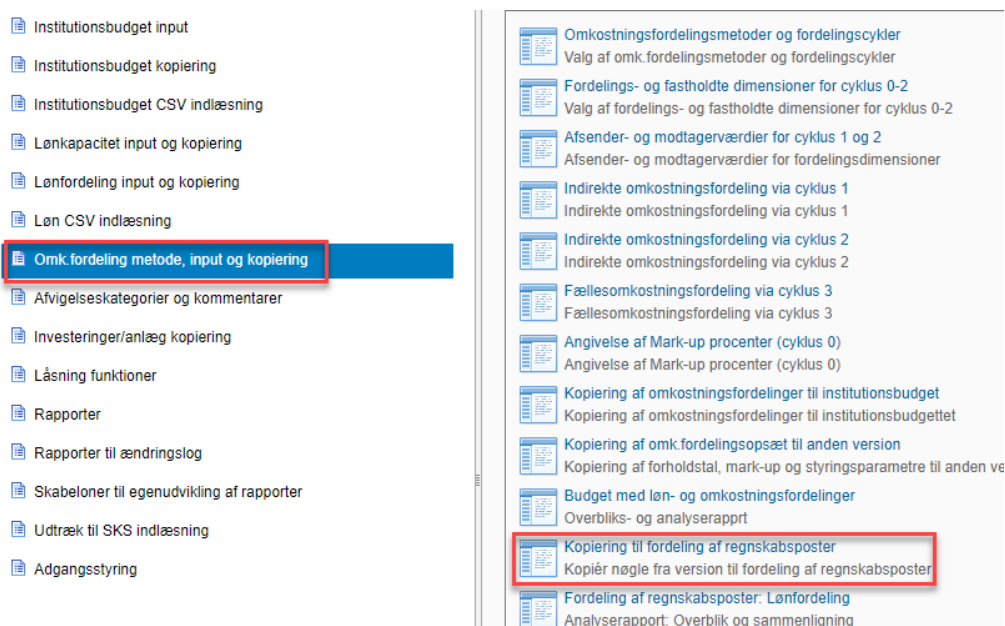 Institutionsbudget input
Institutionsbudget kopiering
Institutionsbudget CSV indlæsning
Lønkapacitet input og kopiering
Lønfordeling input og kopiering
Løn CSV indlæsning
Omk.fordeling metode, input og kopiering
Afvigelseskategorier og kommentarer
Investeringer/anlæg kopiering
Låsning funktioner
Rapporter
Rapporter til ændringslog
Skabeloner til egenudvikling af rapporter
Udtræk til SKS indlæsning
Adgangsstyring
Omkostningsfordelingsmetoder og fordelingscykler
Valg af omk.fordelingsmetoder og fordelingscykler
Fordelings- og fastholdte dimensioner for cyklus 0-2
Valg af fordelings- og fastholdte dimensioner for cyklus 0-2
Afsender- og modtagerværdier for cyklus 1 og 2
Afsender- og modtagerværdier for fordelingsdimensioner
Indirekte omkostningsfordeling via cyklus 1
Indirekte omkostningsfordeling via cyklus 1
Indirekte omkostningsfordeling via cyklus 2
Indirekte omkostningsfordeling via cyklus 2
Fællesomkostningsfordeling via cyklus 3
Fællesomkostningsfordeling via cyklus 3
Angivelse af Mark-up procenter (cyklus 0)
Angivelse af Mark-up procenter (cyklus 0)
Kopiering af omkostningsfordelinger til institutionsbudget
Kopiering af omkostningsfordelinger til institutionsbudgettet
Kopiering af omk.fordelingsopsæt til anden version
Kopiering af forholdstal, mark-up og styringsparametre til anden ve
Budget med løn- og omkostningsfordelinger
Overbliks- og analyserapprt
Kopiering til fordeling af regnskabsposter
Kopiér nøgle fra version til fordeling af regnskabsposter
Fordeling af regnskabsposter: Lønfordeling
Analyserapport: Overblik og sammenligning